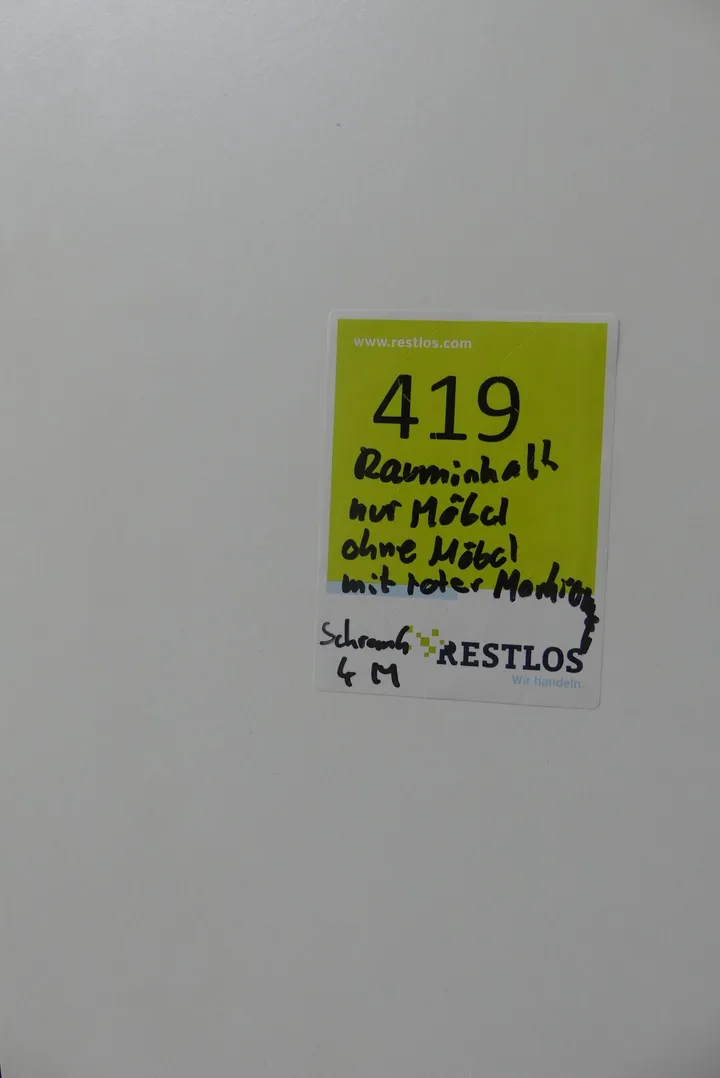 www.restlos.com
419
Rauminhalt
nur Möbel
ohne Möbel
mit roter Markierung
Schrank
4 M
RESTLOS
Wir handeln.